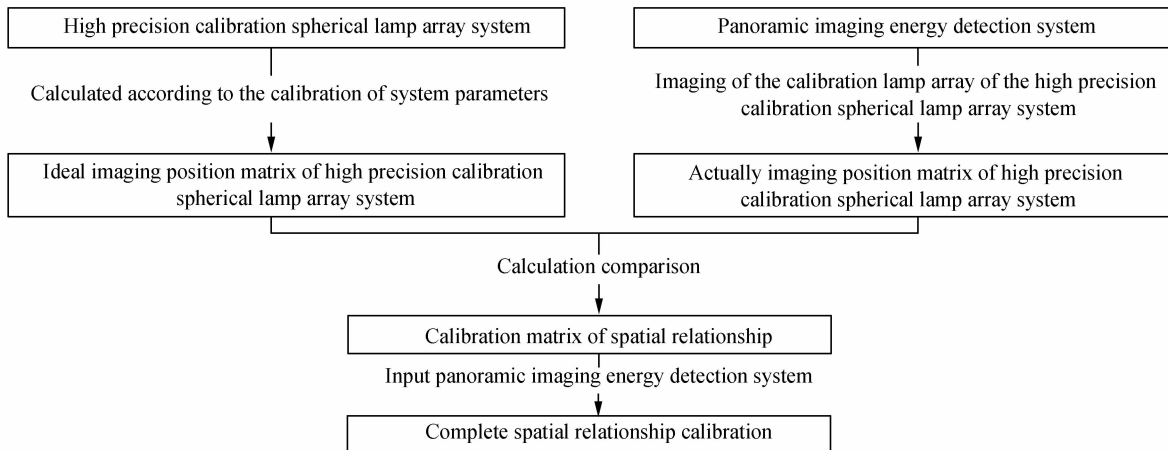 High precision calibration spherical lamp array system
Panoramic imaging energy detection system
Calculated according to the calibration of system parameters
Imaging of the calibration lamp array of the high precision
calibration spherical lamp array system
Ideal imaging position matrix of high precision calibration
spherical lamp array system
Actually imaging position matrix of high precision
calibration spherical lamp array system
Calculation comparison
Calibration matrix of spatial relationship
Input panoramic imaging energy detection system
Complete spatial relationship calibration